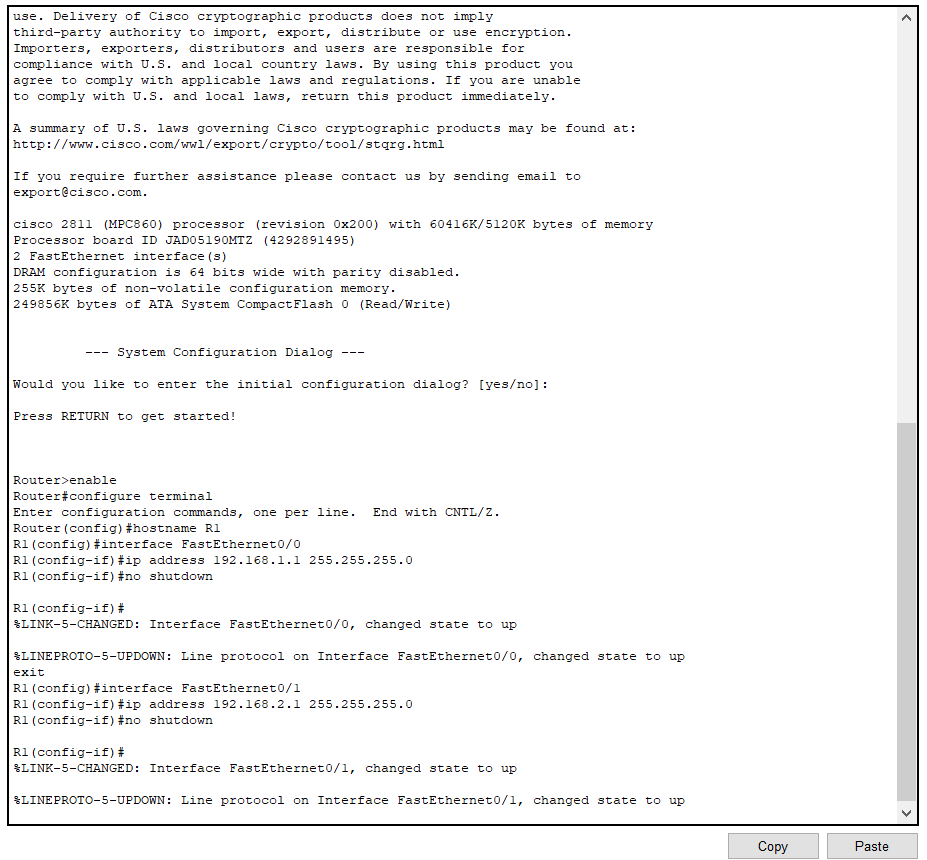 use. Delivery of Cisco cryptographic products does not imply
third-party authority to import, export, distribute or use encryption.
Importers, exporters, distributors and users are responsible for
compliance with U.S. and local country laws. By using this product you
agree to comply with applicable laws and regulations. If you are unable
to comply with U.S. and local laws, return this product immediately.
A summary of U.S. laws governing Cisco cryptographic products may be found at:
http://www.cisco.com/wwl/export/crypto/tool/stqrg.html
If you require further assistance please contact us by sending email to
export@cisco.com.
cisco 2811 (MPC860) processor (revision 0x200) with 60416K/5120K bytes of memory
Processor board ID JAD05190MTZ (4292891495)
2 FastEthernet interface(s)
DRAM configuration is 64 bits wide with parity disabled.
255K bytes of non-volatile configuration memory.
249856K bytes of ATA System CompactFlash 0 (Read/Write)
--- System Configuration Dialog ---
Would you like to enter the initial configuration dialog? [yes/no]:
Press RETURN to get started!
Router>enable
Router#configure terminal
Enter configuration commands, one per line.  End with CNTL/Z.
Router(config)#hostname R1
R1(config)#interface FastEthernet0/0
R1(config-if)#ip address 192.168.1.1 255.255.255.0
R1(config-if)#no shutdown
R1(config-if)#
%LINK-5-CHANGED: Interface FastEthernet0/0, changed state to up
%LINEPROTO-5-UPDOWN: Line protocol on Interface FastEthernet0/0, changed state to up
exit
R1(config)#interface FastEthernet0/1
R1(config-if)#ip address 192.168.2.1 255.255.255.0
R1(config-if)#no shutdown
R1(config-if)#
%LINK-5-CHANGED: Interface FastEthernet0/1, changed state to up
%LINEPROTO-5-UPDOWN: Line protocol on Interface FastEthernet0/1, changed state to up
Copy
Paste